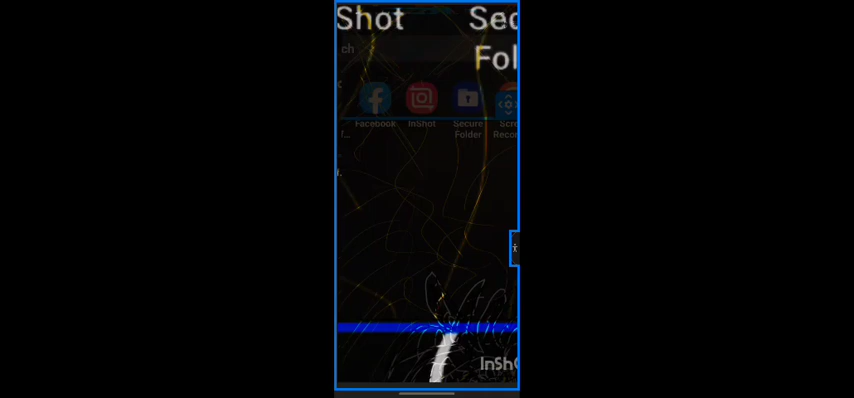 Shot Sec
Fol
ch
Facebook InShot Secure Scre
Folder Recor
InSh